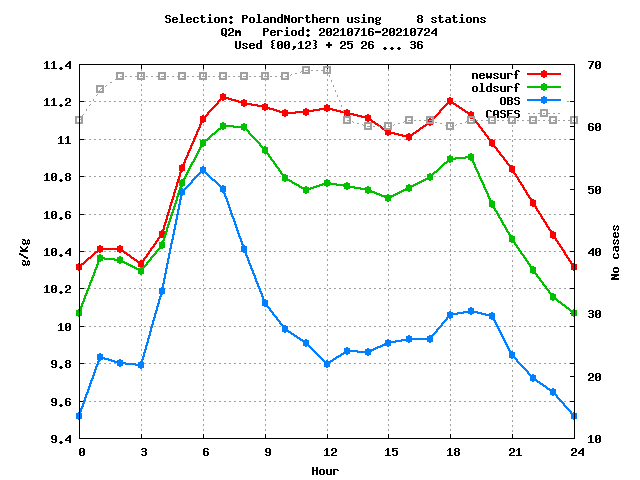 Selection: PolandNorthern using     8 stations
Q2m   Period: 20210716-20210724
Used {00,12} + 25 26 ... 36
11.4
11.2
11
10.8
10.6
10.4
10.2
10
9.8
9.6
9.4
g/Kg
newsurf
oldsurf
OBS
CASES
70
60
50
40
30
20
10
No cases
0 3 6 9 12 15 18 21 24
Hour